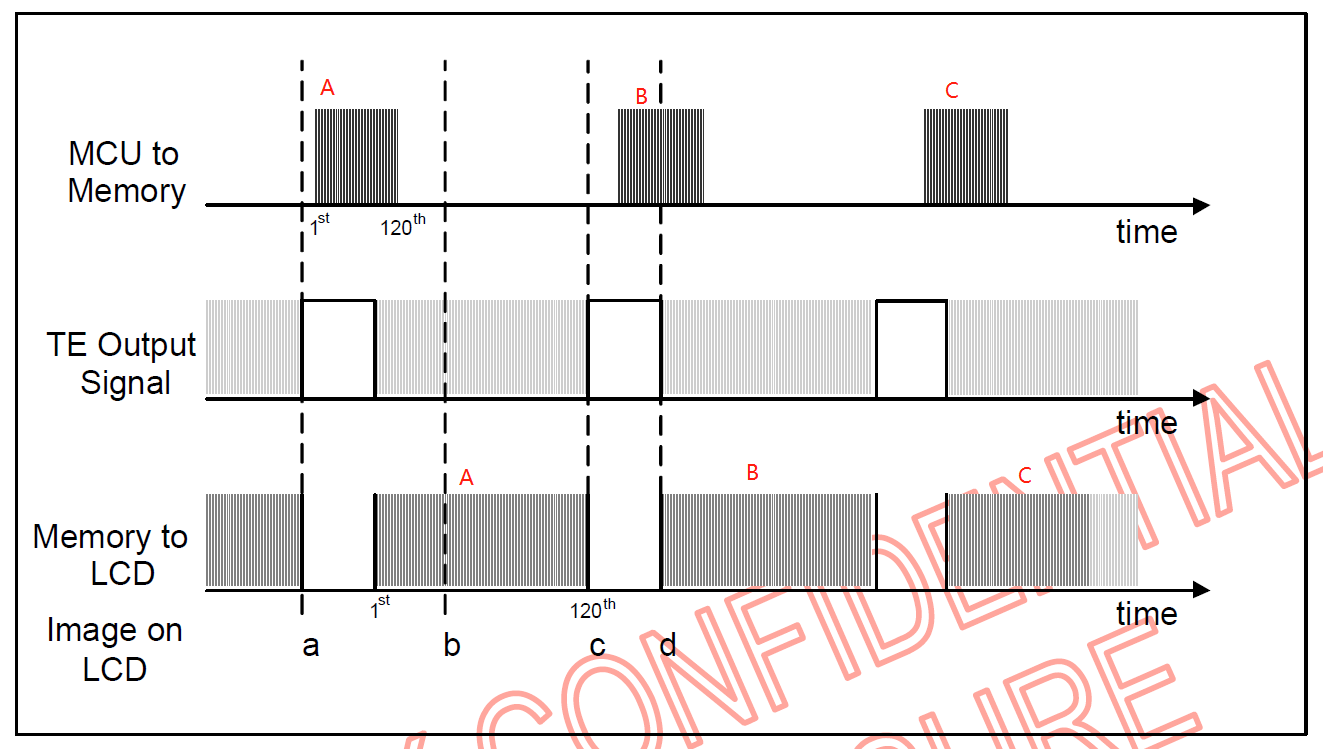 A
B
C
MCU to
Memory
1st
120th
time
TE Output
Signal
time
A
B
C
Memory to
LCD
1st
120th
time
Image on
LCD
a
b
c
d
CONFIDENTIAL